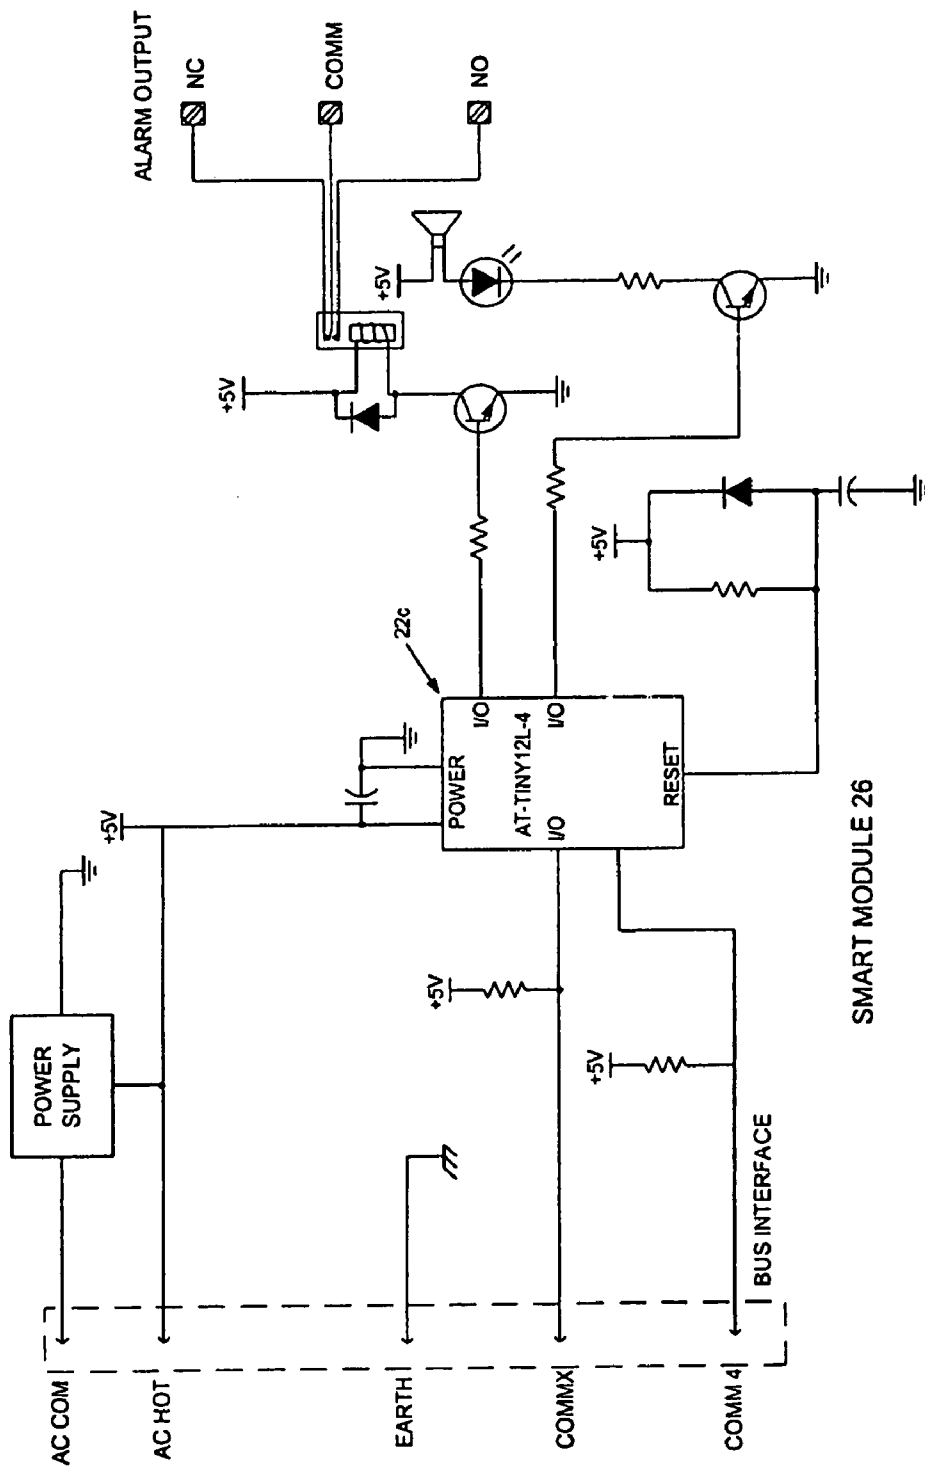 AC COM
AC HOT
EARTH
COMMX
COMM 4
BUS INTERFACE
POWER
SUPPLY
+5V
+5V
+5V
POWER
I/O
AT-TINY12L-4
I/O
I/O
RESET
22c
+5V
+5V
+5V
ALARM OUTPUT
NC
COMM
NO
SMART MODULE 26